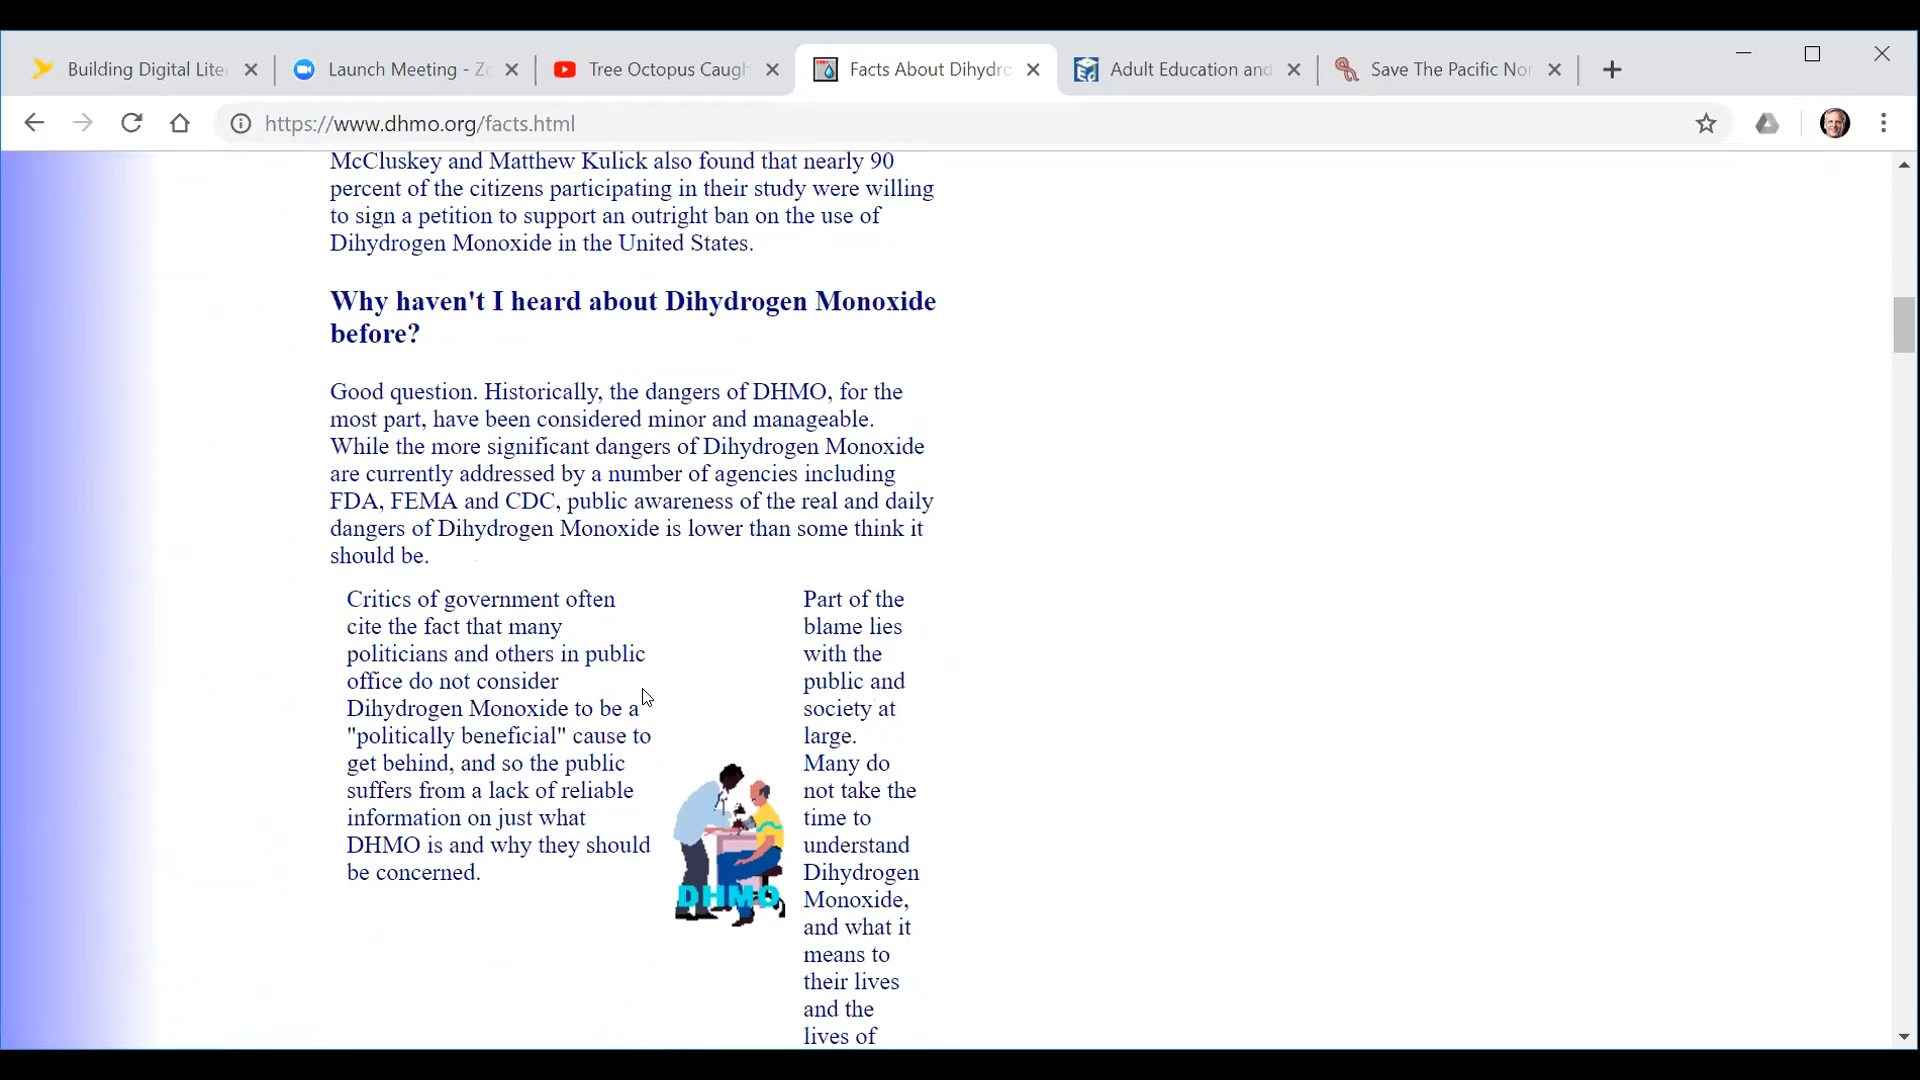 Building Digital Lite
Launch Meeting - Zo
Tree Octopus Caugh
Facts About Dihydro
Adult Education and
Save The Pacific Nor
https://www.dhmo.org/facts.html
McCluskey and Matthew Kulick also found that nearly 90
percent of the citizens participating in their study were willing
to sign a petition to support an outright ban on the use of
Dihydrogen Monoxide in the United States.
Why haven't I heard about Dihydrogen Monoxide
before?
Good question. Historically, the dangers of DHMO, for the
most part, have been considered minor and manageable.
While the more significant dangers of Dihydrogen Monoxide
are currently addressed by a number of agencies including
FDA, FEMA and CDC, public awareness of the real and daily
dangers of Dihydrogen Monoxide is lower than some think it
should be.
Critics of government often
cite the fact that many
politicians and others in public
office do not consider
Dihydrogen Monoxide to be a
"politically beneficial" cause to
get behind, and so the public
suffers from a lack of reliable
information on just what
DHMO is and why they should
be concerned.
DHMO
Part of the
blame lies
with the
public and
society at
large.
Many do
not take the
time to
understand
Dihydrogen
Monoxide,
and what it
means to
their lives
and the
lives of